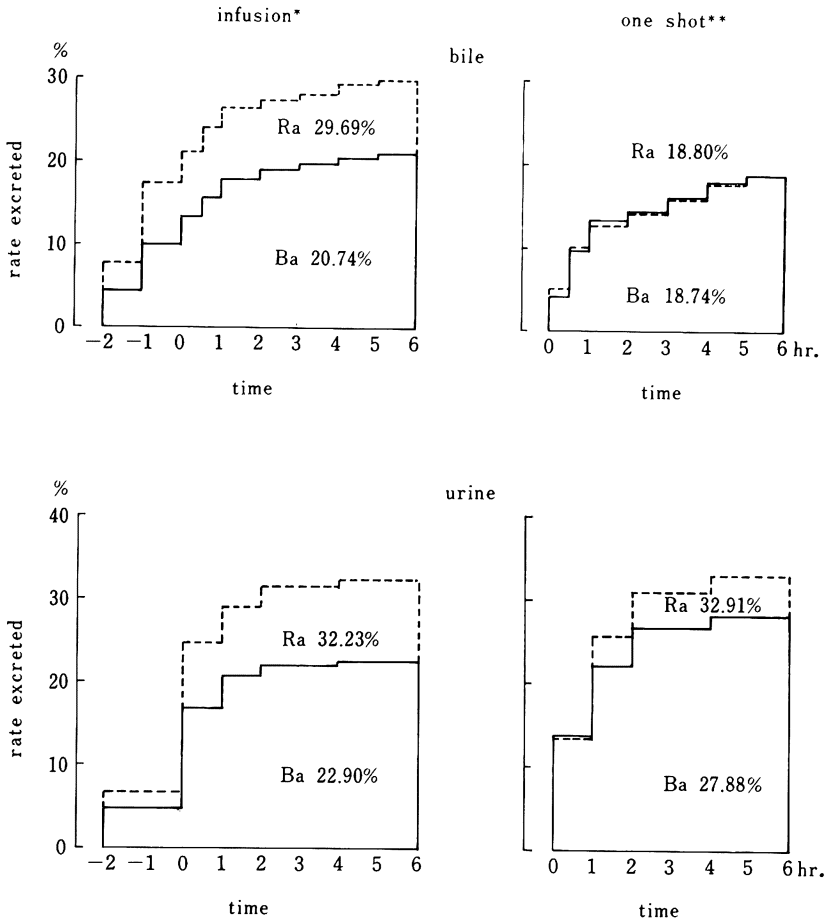 infusion*
one shot**
bile
%
30
20
10
0
rate excreted
Ra 29.69%
Ba 20.74%
−2 −1 0 1 2 3 4 5 6
time
Ra 18.80%
Ba 18.74%
0 1 2 3 4 5 6 hr.
time
urine
%
40
30
20
10
0
rate excreted
Ra 32.23%
Ba 22.90%
−2 −1 0 1 2 3 4 5 6
time
Ra 32.91%
Ba 27.88%
0 1 2 3 4 5 6 hr.
time